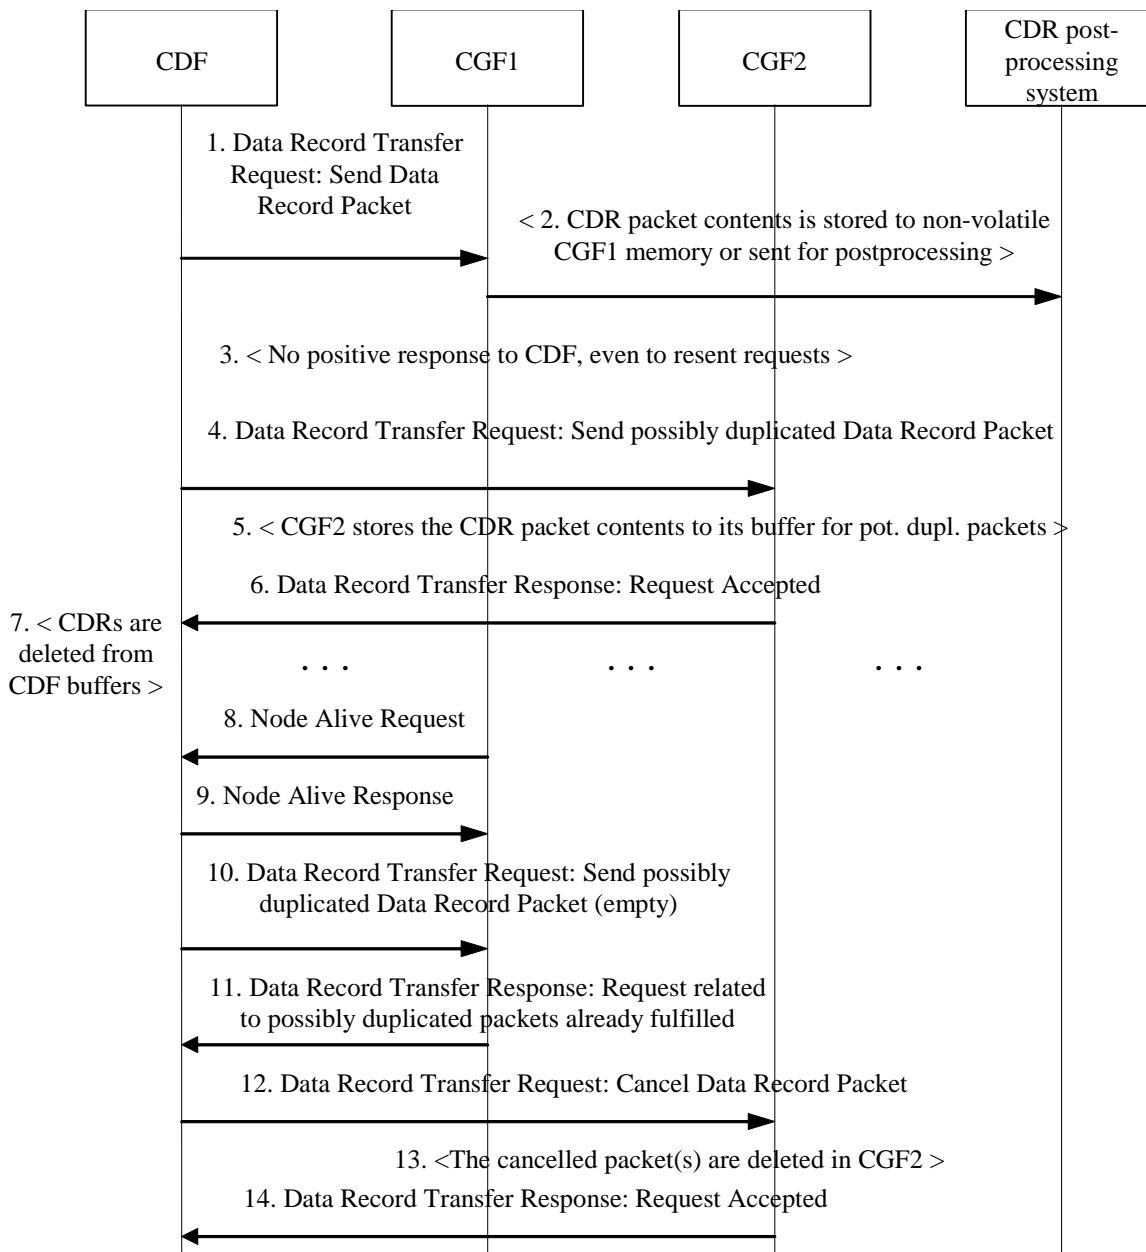 CDF
CGF1
CGF2
CDR post-
processing
system
1. Data Record Transfer
Request: Send Data
Record Packet
< 2. CDR packet contents is stored to non-volatile
CGF1 memory or sent for postprocessing >
3. < No positive response to CDF, even to resent requests >
4. Data Record Transfer Request: Send possibly duplicated Data Record Packet
5. < CGF2 stores the CDR packet contents to its buffer for pot. dupl. packets >
6. Data Record Transfer Response: Request Accepted
7. < CDRs are
deleted from
CDF buffers >
. . .
. . .
. . .
8. Node Alive Request
9. Node Alive Response
10. Data Record Transfer Request: Send possibly
duplicated Data Record Packet (empty)
11. Data Record Transfer Response: Request related
to possibly duplicated packets already fulfilled
12. Data Record Transfer Request: Cancel Data Record Packet
13. <The cancelled packet(s) are deleted in CGF2 >
14. Data Record Transfer Response: Request Accepted